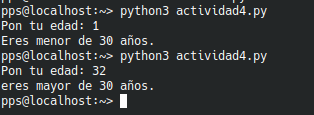 pps@localhost:~> python3 actividad4.py
Pon tu edad: 1
Eres menor de 30 años.
pps@localhost:~> python3 actividad4.py
Pon tu edad: 32
eres mayor de 30 años.
pps@localhost:~>